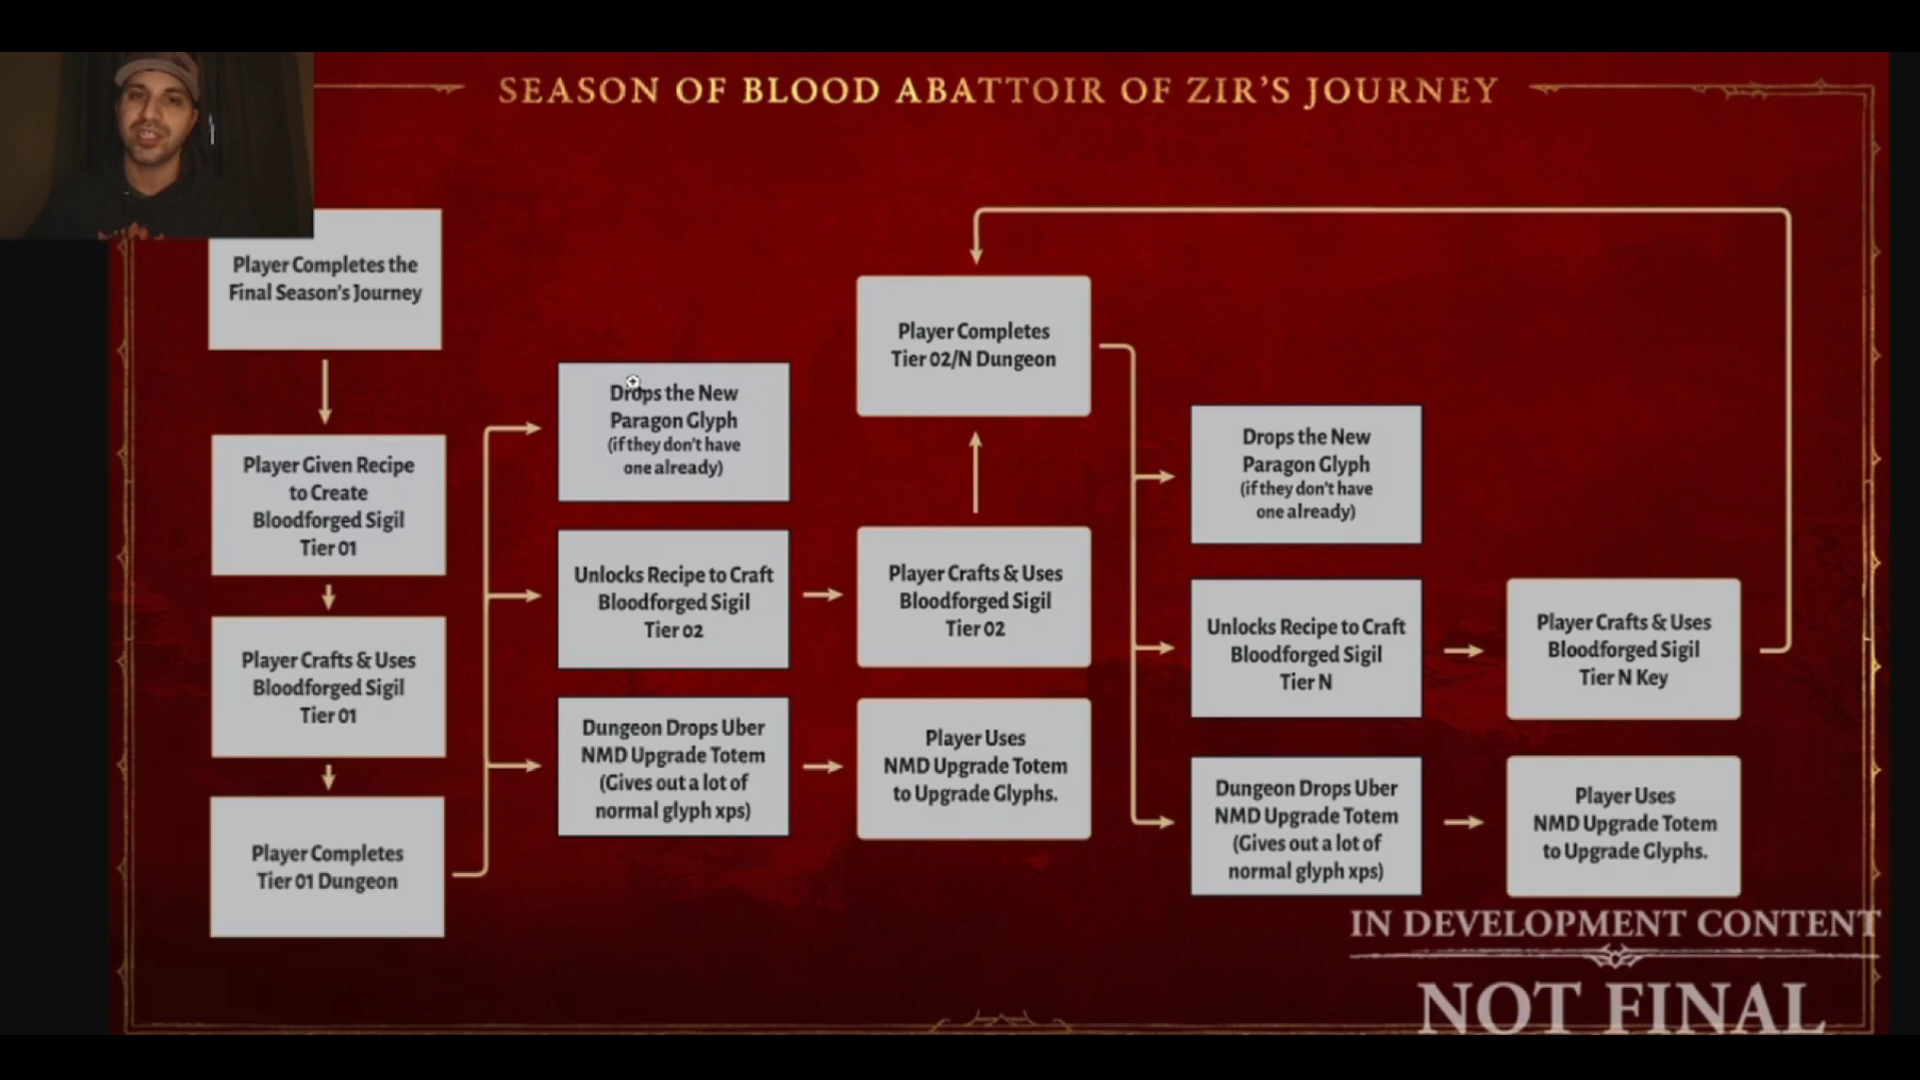 SEASON OF BLOOD ABATTOIR OF ZIR'S JOURNEY
Player Completes the
Final Season's Journey
Player Given Recipe
to Create
Bloodforged Sigil
Tier 01
Player Crafts & Uses
Bloodforged Sigil
Tier 01
Player Completes
Tier 01 Dungeon
Drops the New
Paragon Glyph
(if they don't have
one already)
Unlocks Recipe to Craft
Bloodforged Sigil
Tier 02
Dungeon Drops Uber
NMD Upgrade Totem
(Gives out a lot of
normal glyph xps)
Player Completes
Tier 02/N Dungeon
Player Crafts & Uses
Bloodforged Sigil
Tier 02
Player Uses
NMD Upgrade Totem
to Upgrade Glyphs.
Drops the New
Paragon Glyph
(if they don't have
one already)
Unlocks Recipe to Craft
Bloodforged Sigil
Tier N
Dungeon Drops Uber
NMD Upgrade Totem
(Gives out a lot of
normal glyph xps)
Player Crafts & Uses
Bloodforged Sigil
Tier N Key
Player Uses
NMD Upgrade Totem
to Upgrade Glyphs.
IN DEVELOPMENT CONTENT
NOT FINAL